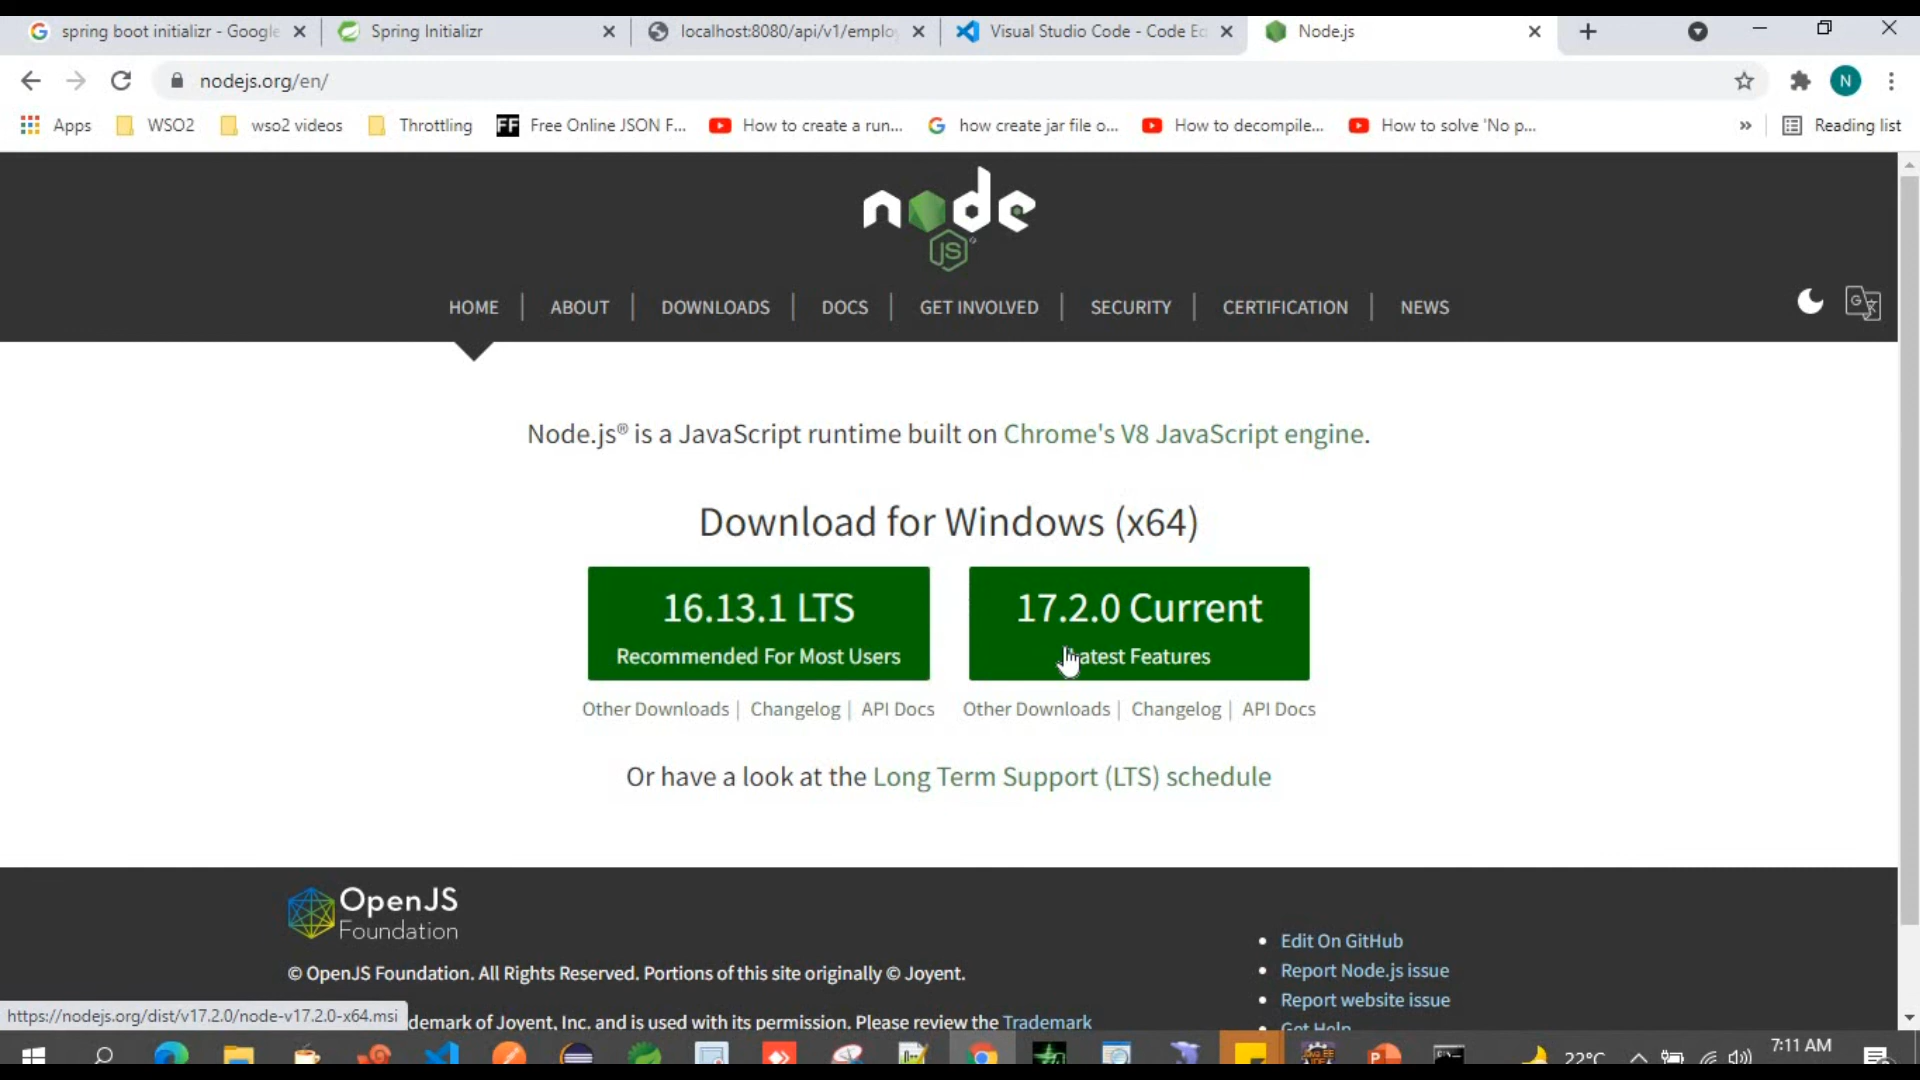 spring boot initializr - Google
Spring Initializr
localhost:8080/api/v1/emplo
Visual Studio Code - Code Ed
Node.js
nodejs.org/en/
N
Apps
WSO2
wso2 videos
Throttling
FF
Free Online JSON F...
How to create a run...
how create jar file o...
How to decompile...
How to solve 'No p...
»
Reading list
node
JS
HOME
ABOUT
DOWNLOADS
DOCS
GET INVOLVED
SECURITY
CERTIFICATION
NEWS
Node.js® is a JavaScript runtime built on Chrome's V8 JavaScript engine.
Download for Windows (x64)
16.13.1 LTS
Recommended For Most Users
17.2.0 Current
atest Features
Other Downloads | Changelog | API Docs
Other Downloads | Changelog | API Docs
Or have a look at the Long Term Support (LTS) schedule
OpenJS
Foundation
© OpenJS Foundation. All Rights Reserved. Portions of this site originally © Joyent.
Edit On GitHub
Report Node.js issue
Report website issue
Get Help
https://nodejs.org/dist/v17.2.0/node-v17.2.0-x64.msi
demark of Joyent, Inc. and is used with its permission. Please review the Trademark
22°C
7:11 AM